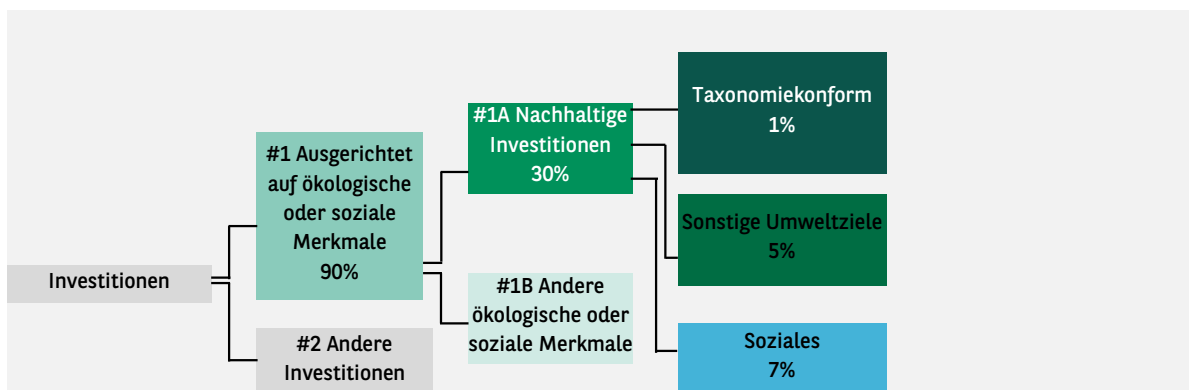 Investitionen
#1 Ausgerichtet
auf ökologische
oder soziale
Merkmale
90%
#2 Andere
Investitionen
#1A Nachhaltige
Investitionen
30%
#1B Andere
ökologische oder
soziale Merkmale
Taxonomiekonform
1%
Sonstige Umweltziele
5%
Soziales
7%